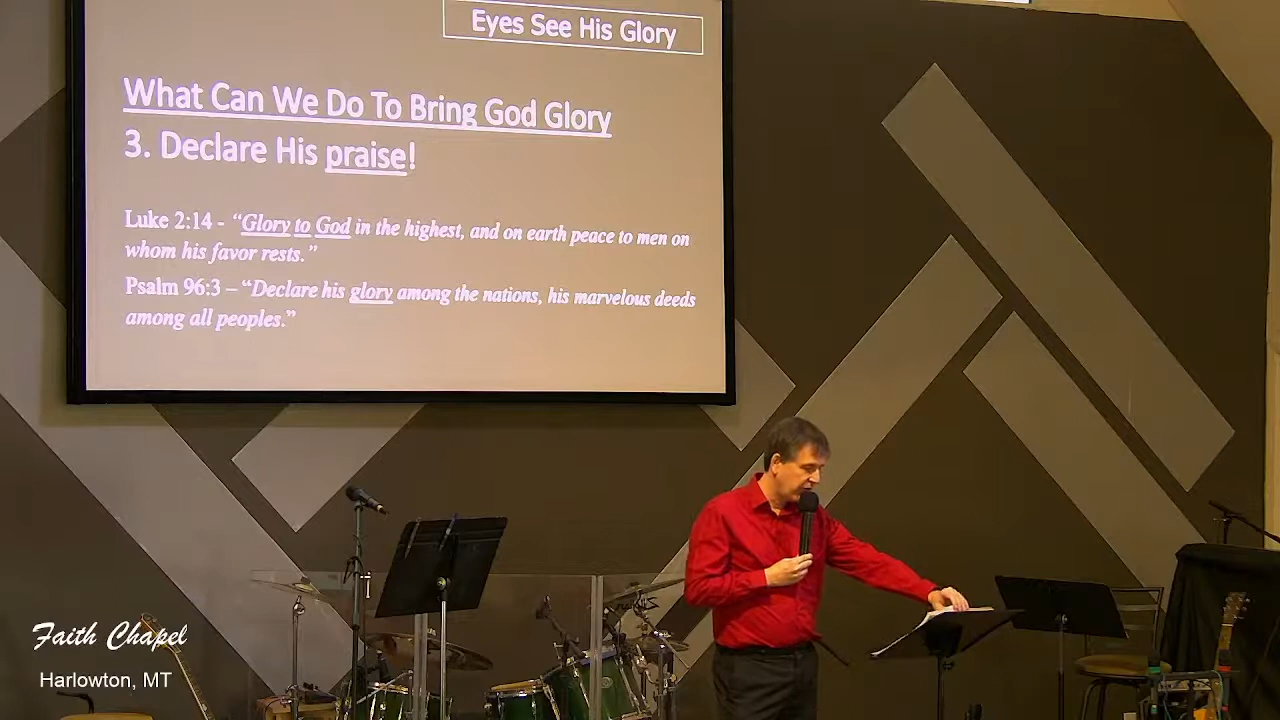 Eyes See His Glory
What Can We Do To Bring God Glory
3. Declare His praise!
Luke 2:14 - “Glory to God in the highest, and on earth peace to men on
whom his favor rests.”
Psalm 96:3 – “Declare his glory among the nations, his marvelous deeds
among all peoples.”
Faith Chapel
Harlowton, MT